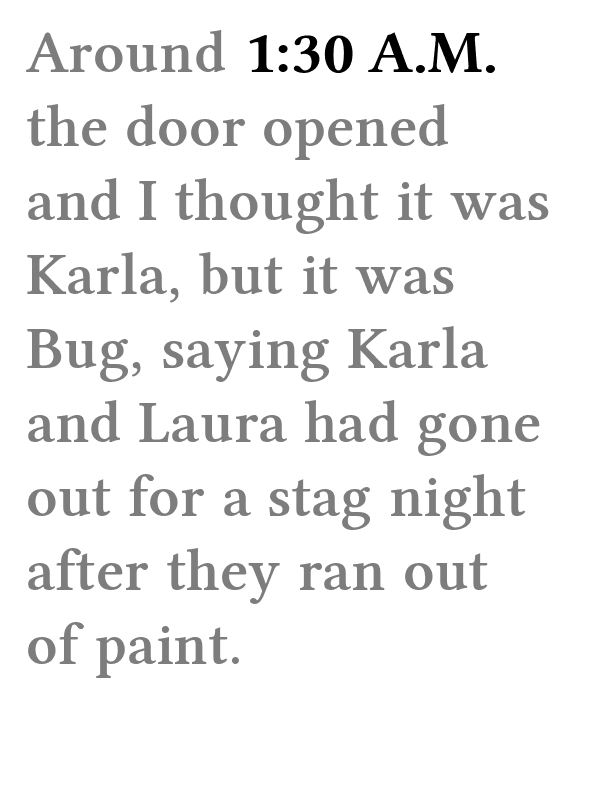 Around 1:30 A.M.
the door opened
and I thought it was
Karla, but it was
Bug, saying Karla
and Laura had gone
out for a stag night
after they ran out
of paint.